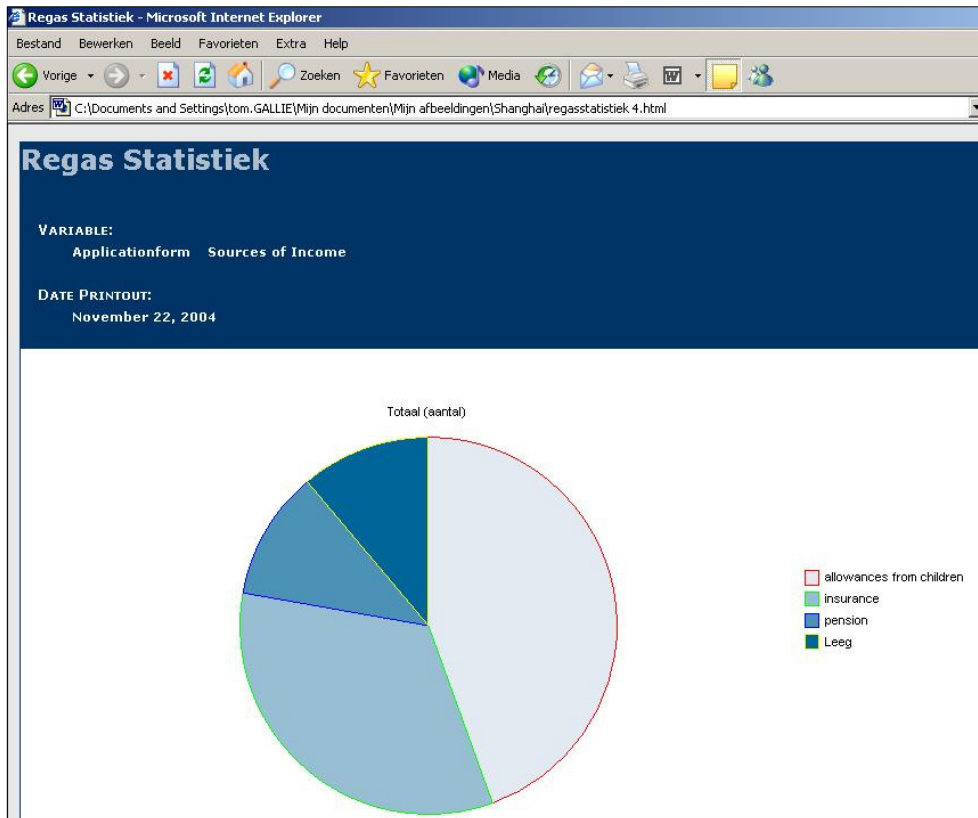 Regas Statistiek - Microsoft Internet Explorer
Bestand Bewerken Beeld Favorieten Extra Help
Vorige Zoeken Favorieten Media
Adres C:\Documents and Settings\tom.GALLIE\Mijn documenten\Mijn afbeeldingen\Shanghai\regasstatistiek 4.html
Regas Statistiek
VARIABLE:
Applicationform Sources of Income
DATE PRINTOUT:
November 22, 2004
Totaal (aantal)
allowances from children
insurance
pension
Leeg